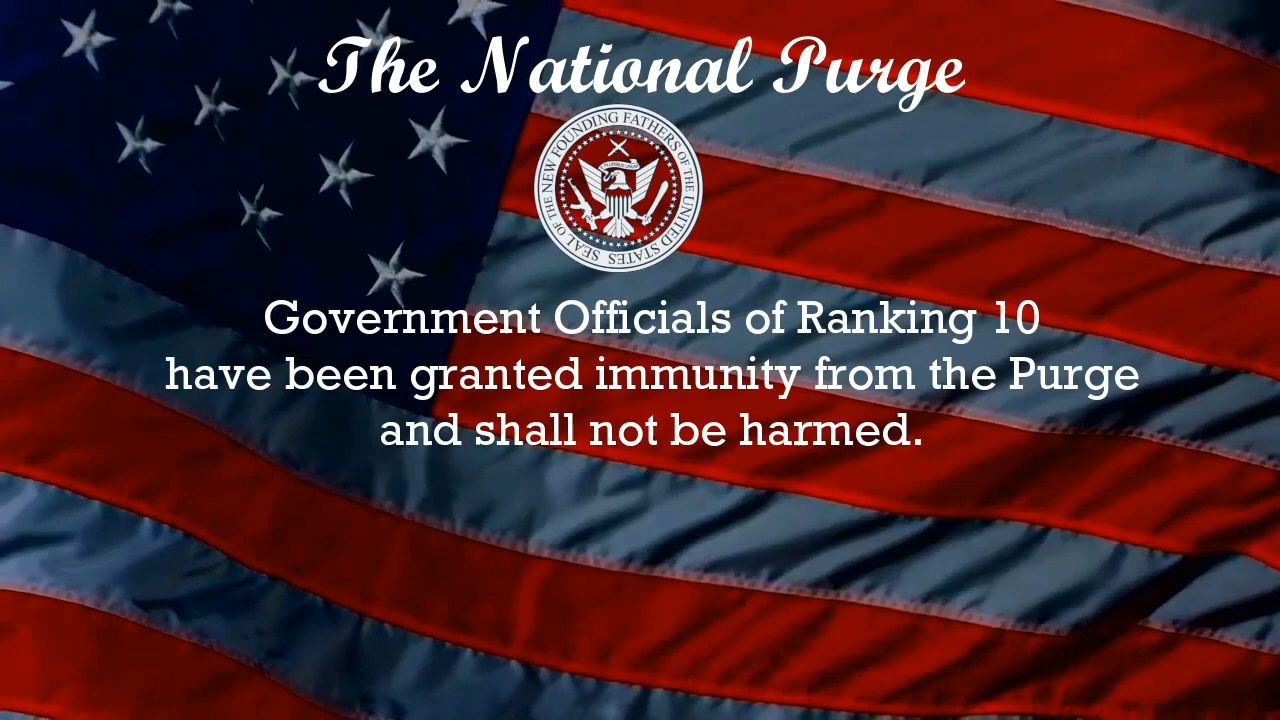 The National Purge
SEAL OF THE NEW FOUNDING FATHERS OF THE UNITED STATES
Government Officials of Ranking 10
have been granted immunity from the Purge
and shall not be harmed.